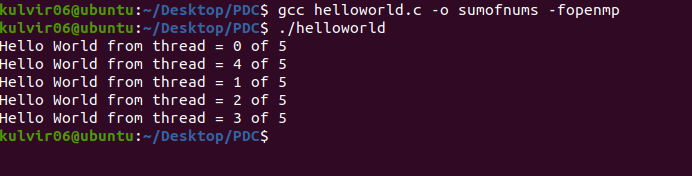 kulvir06@ubuntu:~/Desktop/PDC$ gcc helloworld.c -o sumofnums -fopenmp
kulvir06@ubuntu:~/Desktop/PDC$ ./helloworld
Hello World from thread = 0 of 5
Hello World from thread = 4 of 5
Hello World from thread = 1 of 5
Hello World from thread = 2 of 5
Hello World from thread = 3 of 5
kulvir06@ubuntu:~/Desktop/PDC$